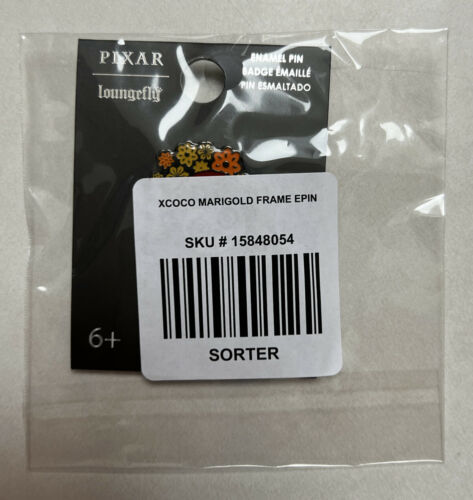 PIXAR
loungefly
ENAMEL PIN
BADGE ÉMAILLÉ
PIN ESMALTADO
XCOCO MARIGOLD FRAME EPIN
SKU # 15848054
SORTER
6+